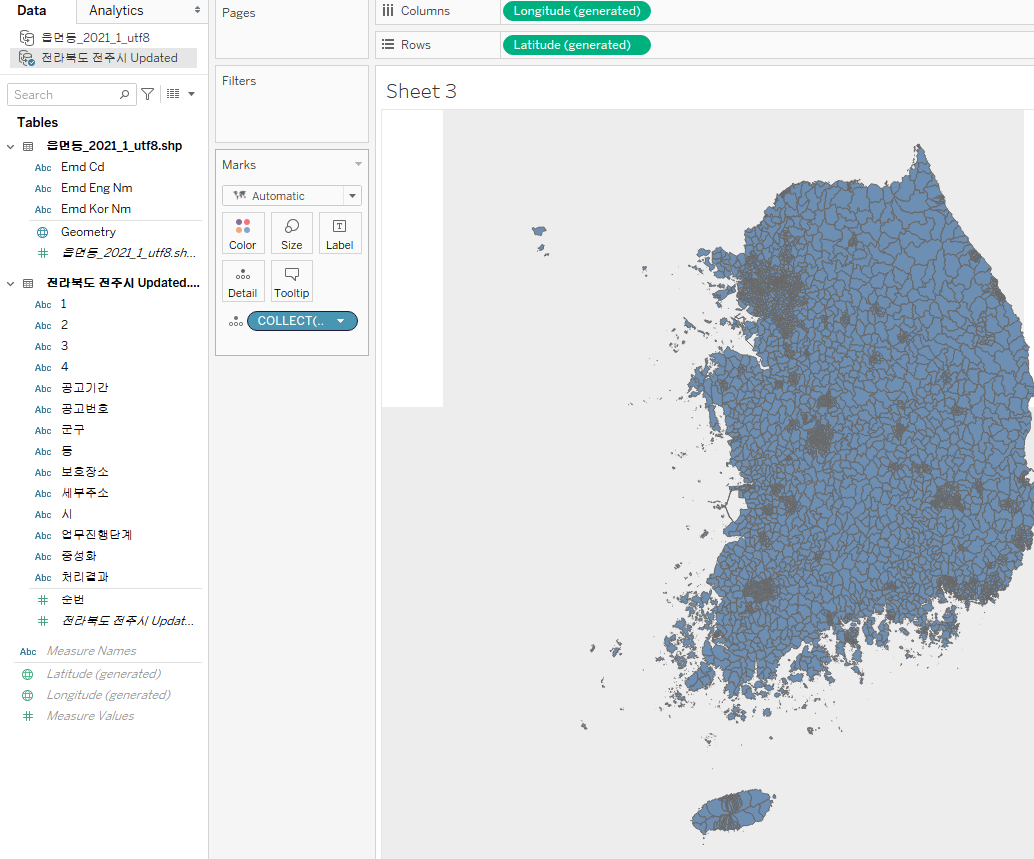 Data
Analytics
읍면동_2021_1_utf8
전라북도 전주시 Updated
Search
Tables
읍면동_2021_1_utf8.shp
Abc Emd Cd
Abc Emd Eng Nm
Abc Emd Kor Nm
Geometry
# 읍면동_2021_1_utf8.sh...
전라북도 전주시 Updated....
Abc 1
Abc 2
Abc 3
Abc 4
Abc 공고기간
Abc 공고번호
Abc 군구
Abc 동
Abc 보호장소
Abc 세부주소
Abc 시
Abc 업무진행단계
Abc 중성화
Abc 처리결과
# 순번
# 전라북도 전주시 Updat...
Abc Measure Names
Latitude (generated)
Longitude (generated)
# Measure Values
Pages
Filters
Marks
Automatic
Color
Size
T
Label
Detail
Tooltip
COLLECT(..
Columns
Longitude (generated)
Rows
Latitude (generated)
Sheet 3